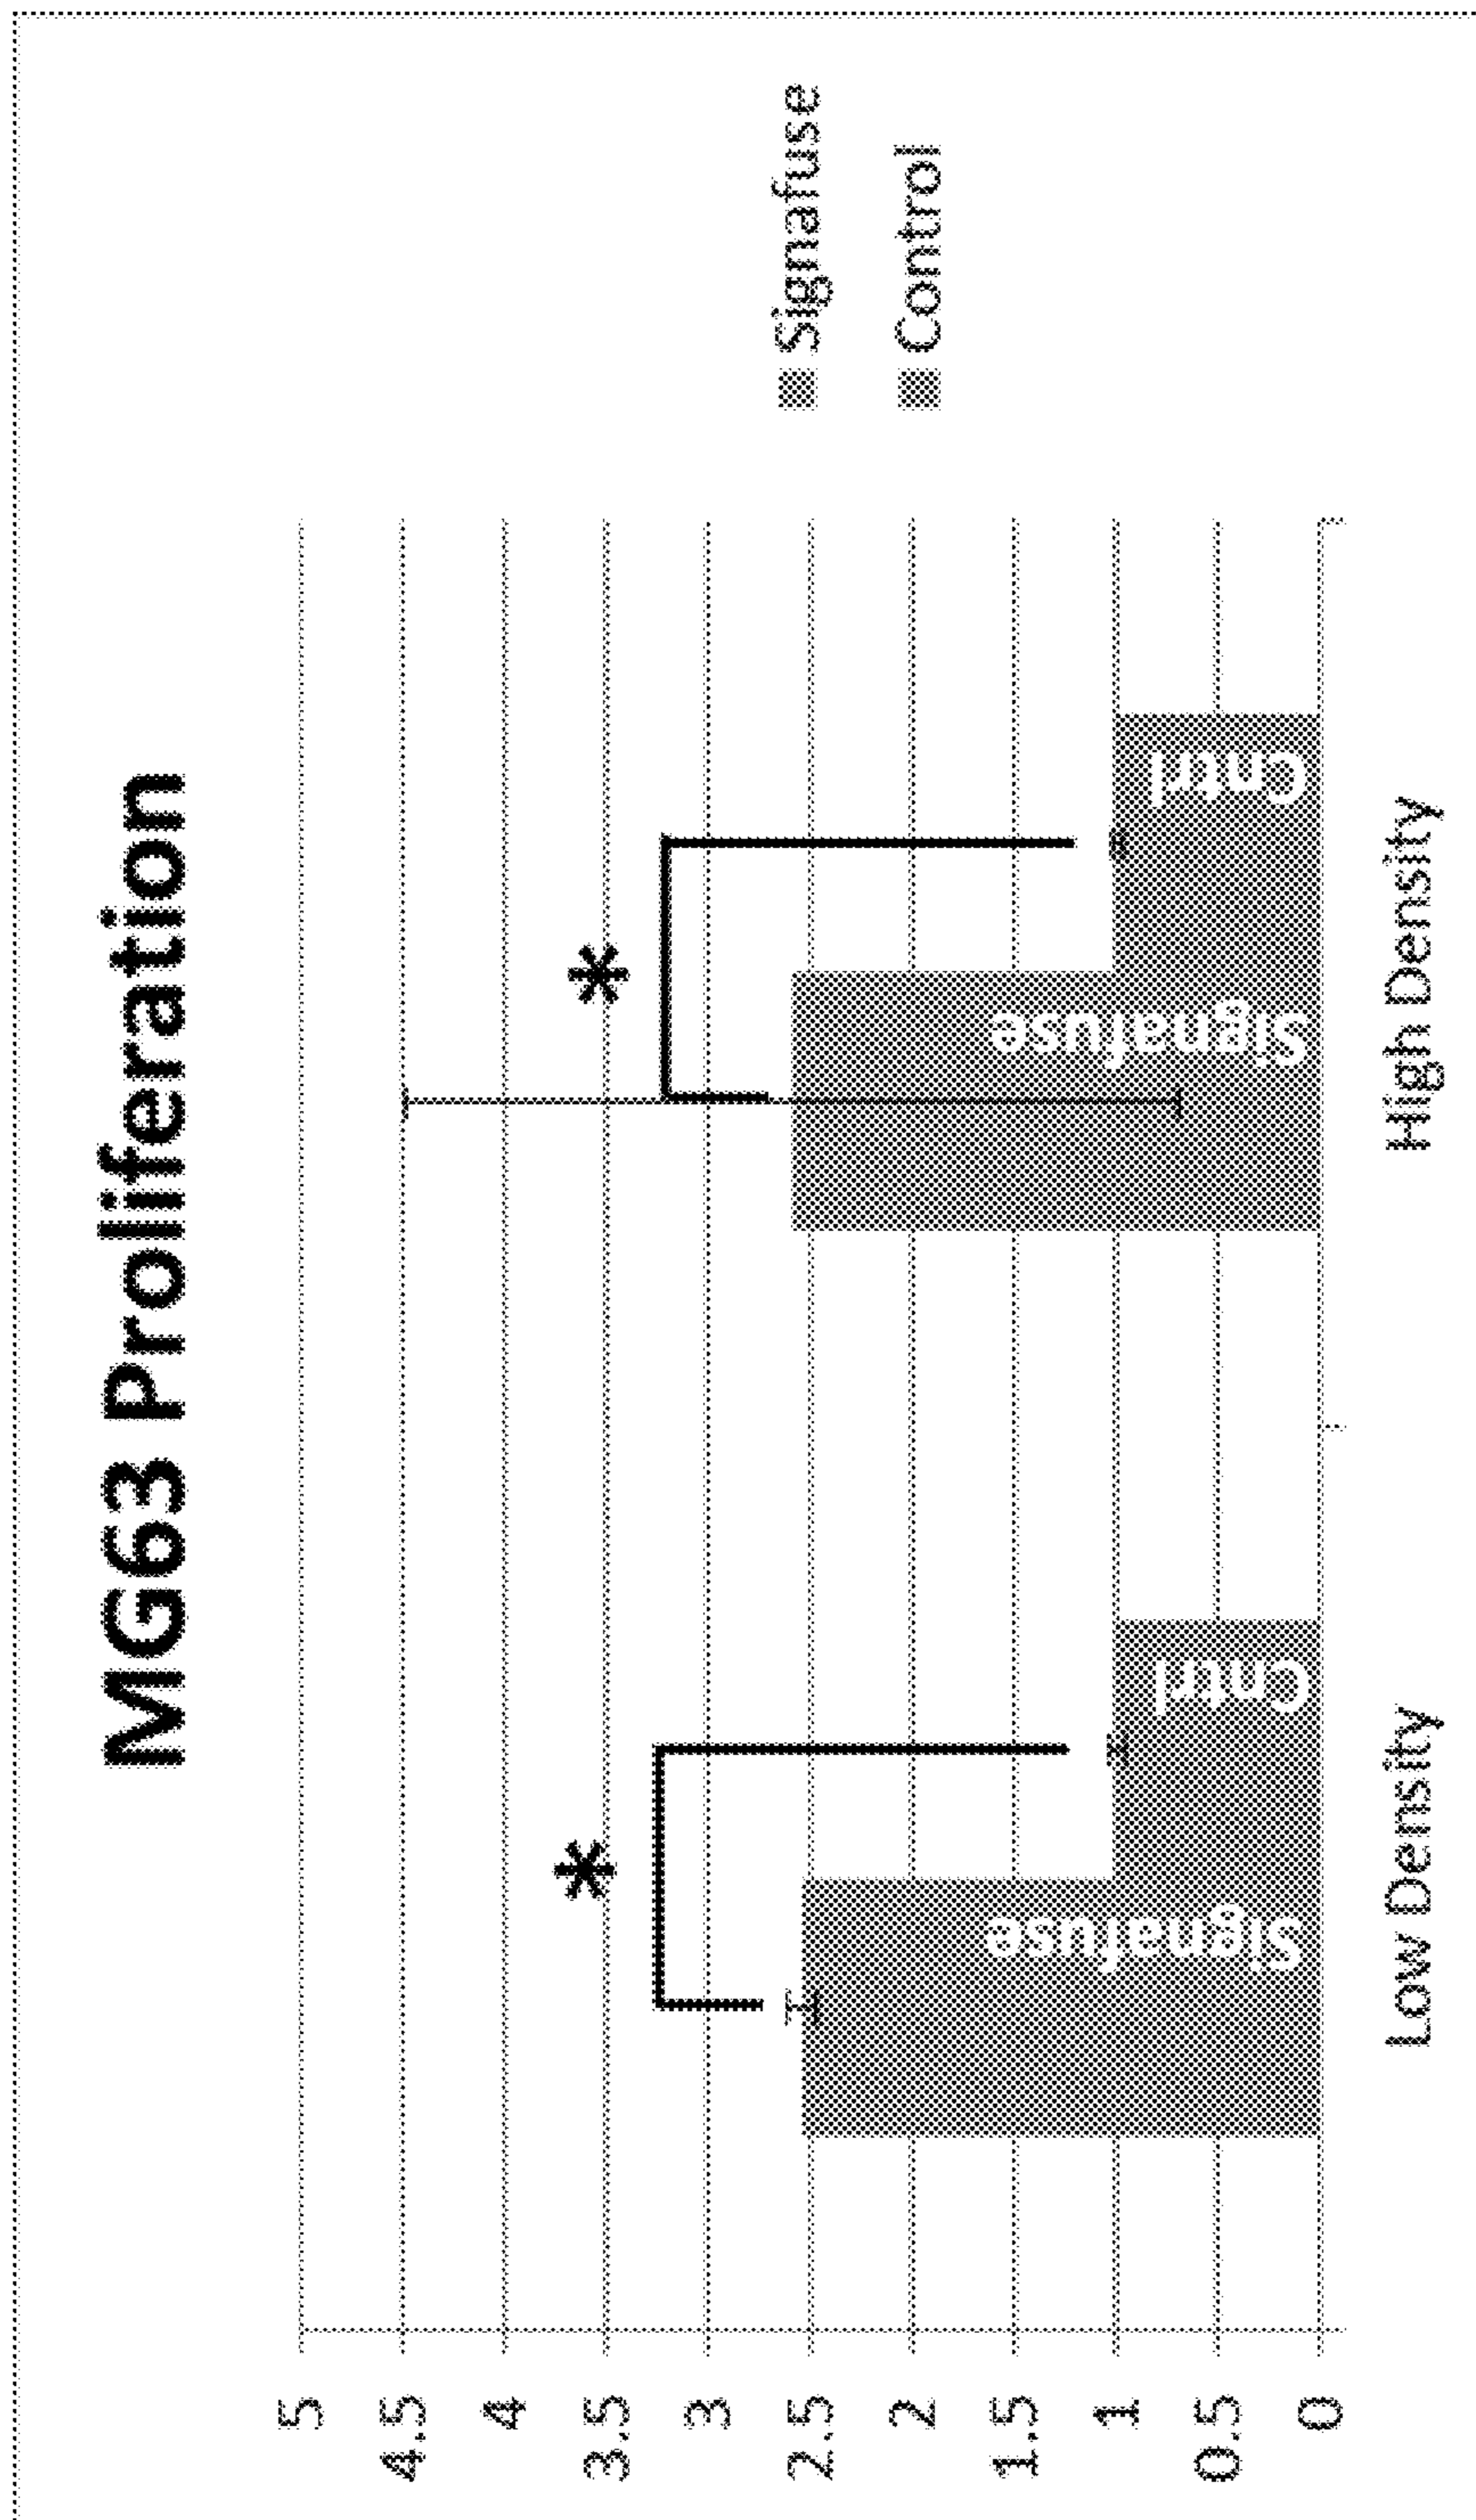 MG63 Proliferation
5
4.5
4
3.5
3
2.5
2
1.5
1
0.5
0
*
*
Signafuse
Cntrl
Signafuse
Cntrl
Low Density
High Density
Signafuse
Control